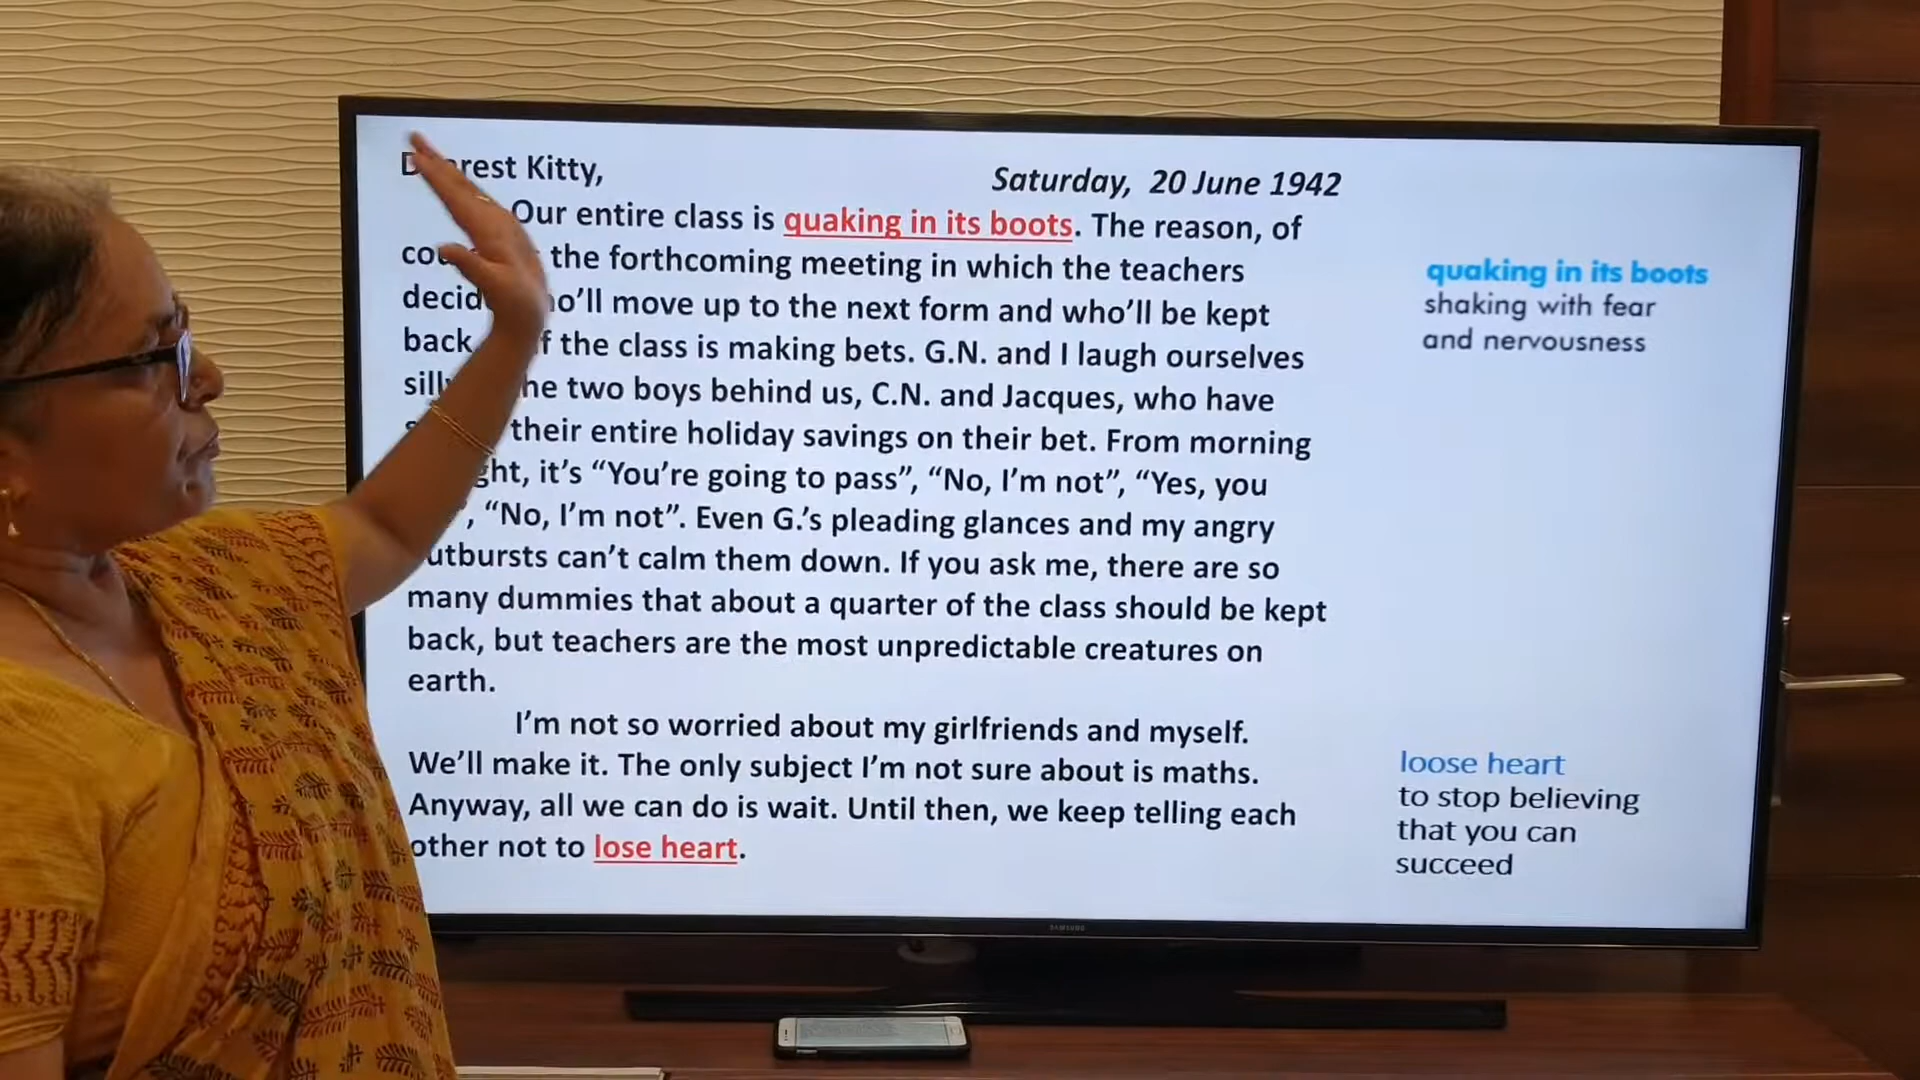 Kitty,
Saturday, 20 June 1942
Our entire class is quaking in its boots. The reason, of
the forthcoming meeting in which the teachers
move up to the next form and who'll be kept
back the class is making bets. G.N. and I laugh ourselves
two boys behind us, C.N. and Jacques, who have
their entire holiday savings on their bet. From morning
it's “You're going to pass”, “No, I'm not”, “Yes, you
“No, I'm not”. Even G.'s pleading glances and my angry
can't calm them down. If you ask me, there are so
many dummies that about a quarter of the class should be kept
back, but teachers are the most unpredictable creatures on
earth.
I'm not so worried about my girlfriends and myself.
We'll make it. The only subject I'm not sure about is maths.
Anyway, all we can do is wait. Until then, we keep telling each
other not to lose heart.
quaking in its boots
shaking with fear
and nervousness
loose heart
to stop believing
that you can
succeed
SAMSUNG